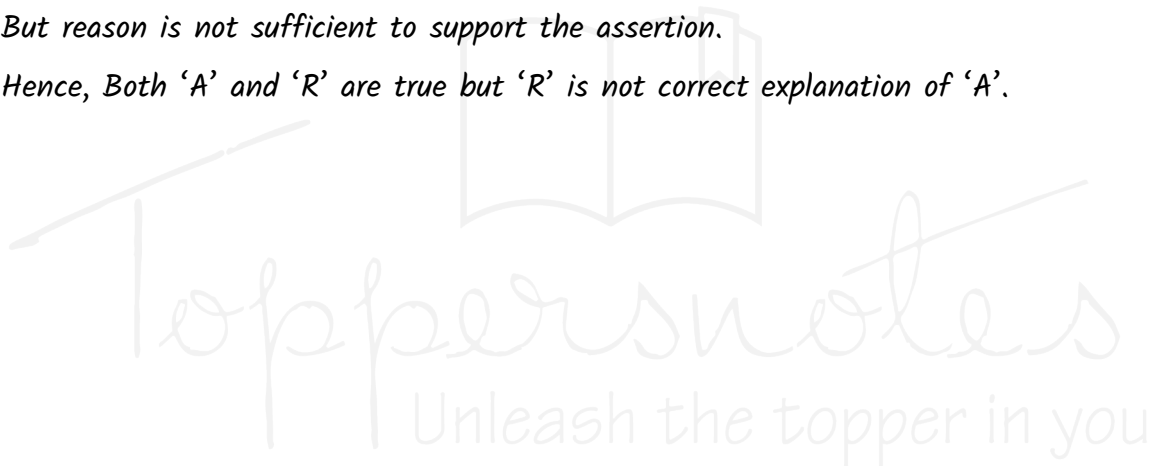 But reason is not sufficient to support the assertion.
Hence, Both ‘A’ and ‘R’ are true but ‘R’ is not correct explanation of ‘A’.
Toppersnotes
Unleash the topper in you